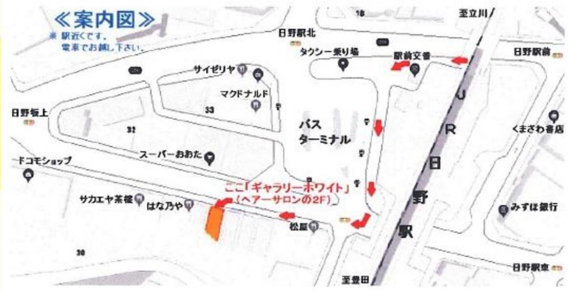 ≪案内図≫
※ 駅近くです。
電車でお越し下さい。
18
至立川
日野駅北
タクシー乗り場
駅前交番
日野駅前
サイゼリヤ
マクドナルド
33
日野坂上
バス
ターミナル
JR日野駅
くまざわ書店
32
スーパーおおた
ドコモショップ
ここ「ギャラリーホワイト」
(ヘアーサロンの2F)
サカエヤ茶楼
はな乃や
松屋
みずほ銀行
30
至豊田
日野駅東